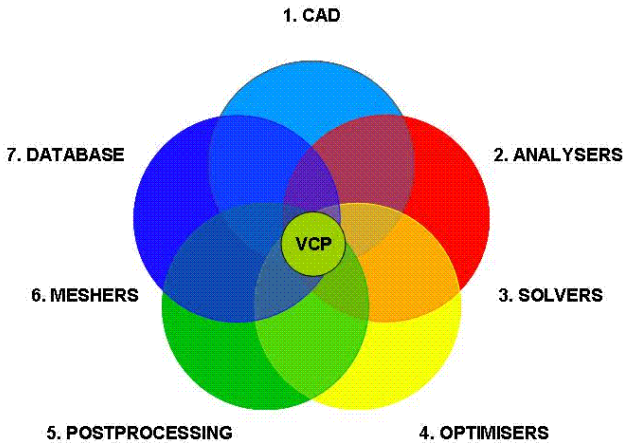 1. CAD
7. DATABASE
2. ANALYSERS
VCP
6. MESHERS
3. SOLVERS
5. POSTPROCESSING
4. OPTIMISERS